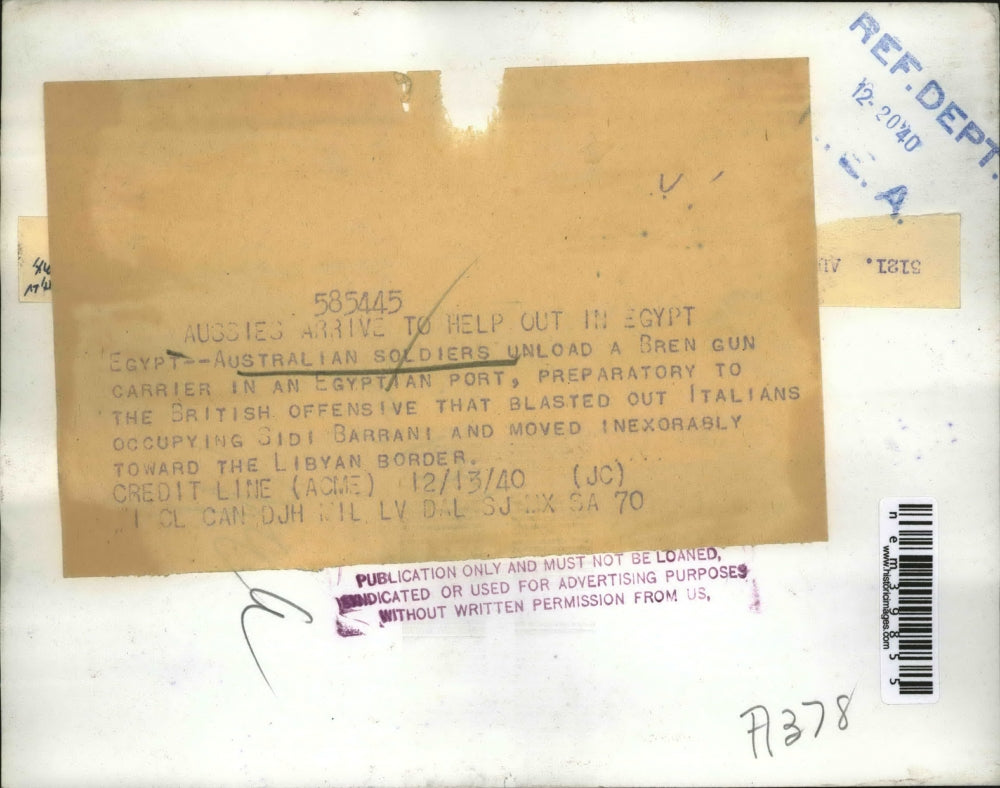 REF. DEPT.
12-20-40
E. A.
3121.
585445
AUSSIES ARRIVE TO HELP OUT IN EGYPT
EGYPT--AUSTRALIAN SOLDIERS UNLOAD A BREN GUN
CARRIER IN AN EGYPTIAN PORT, PREPARATORY TO
THE BRITISH OFFENSIVE THAT BLASTED OUT ITALIANS
OCCUPYING SIDI BARRANI AND MOVED INEXORABLY
TOWARD THE LIBYAN BORDER.
CREDIT LINE (ACME) 12/13/40 (JC)
CL CAN DJH MIL LV DAL SJ MX SA 70
PUBLICATION ONLY AND MUST NOT BE LOANED,
SYNDICATED OR USED FOR ADVERTISING PURPOSES
WITHOUT WRITTEN PERMISSION FROM US,
nem39855
www.historicimages.com
A378